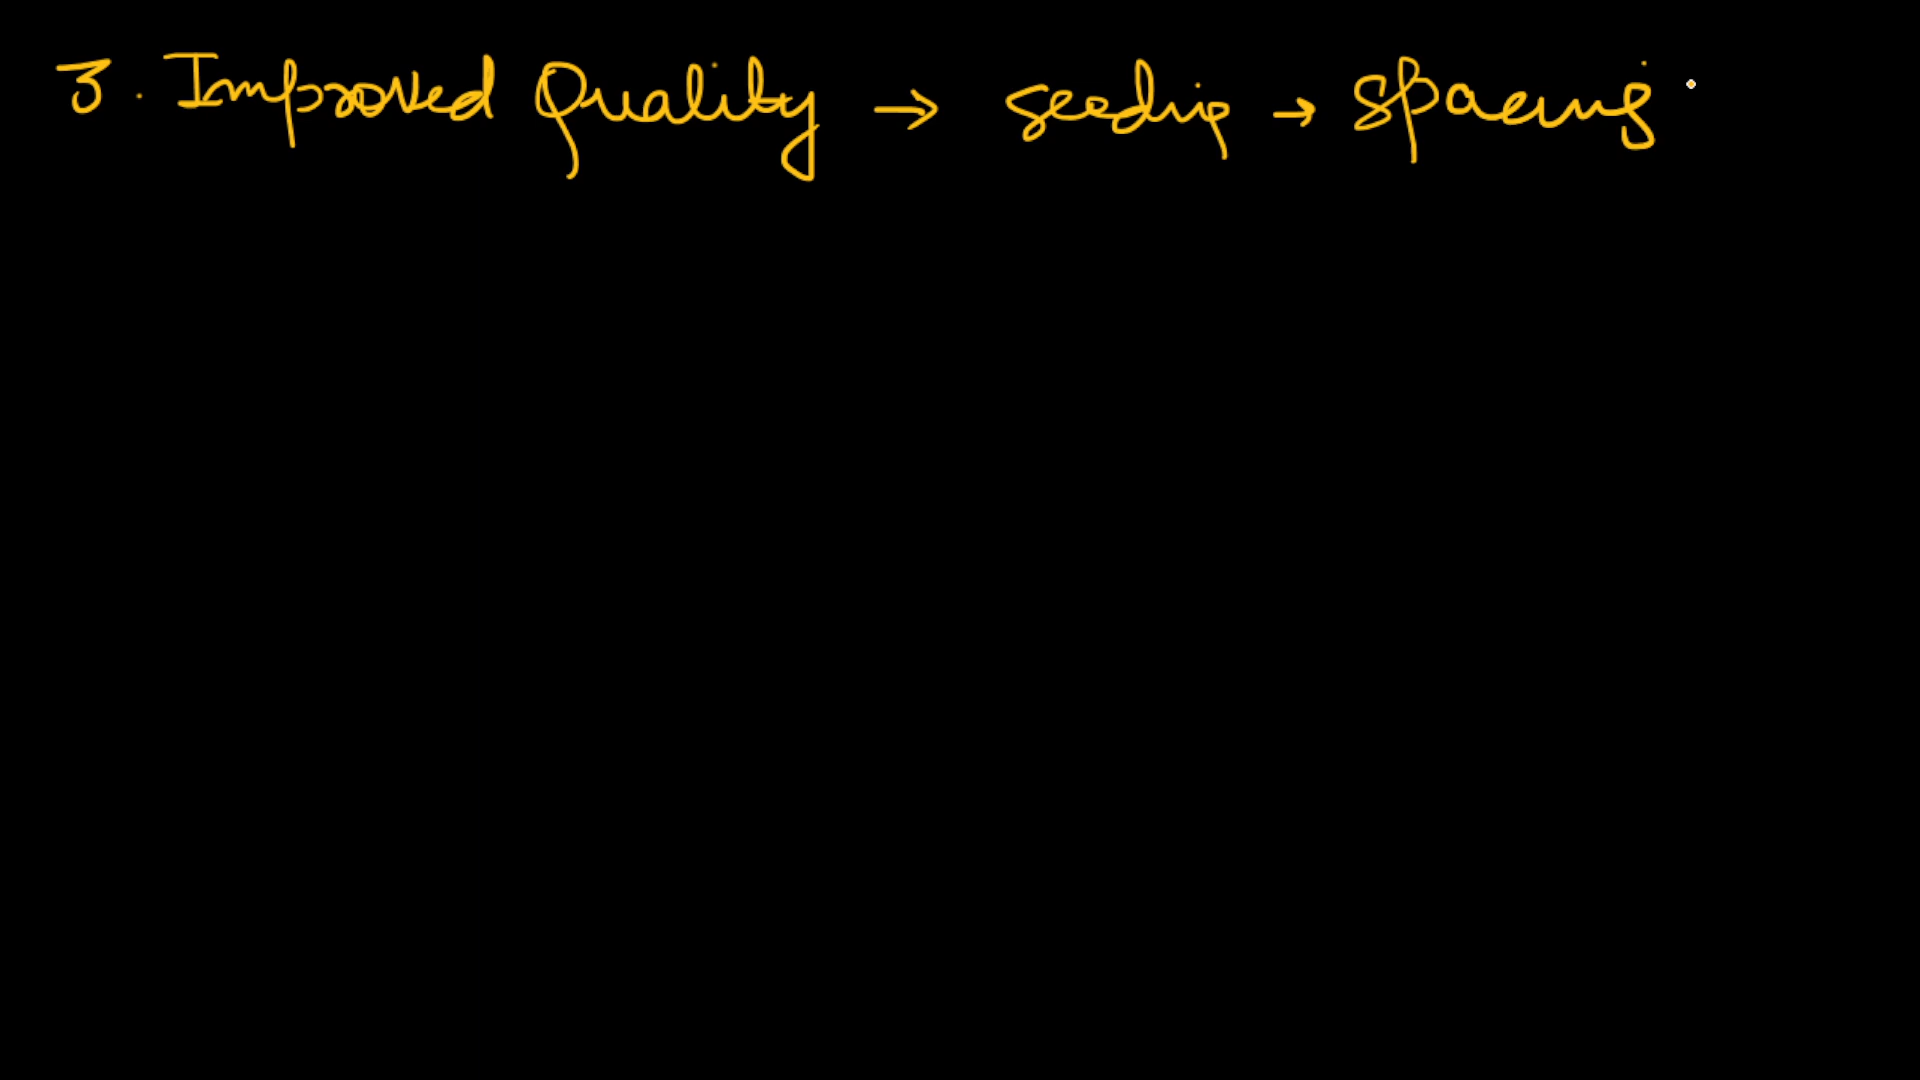 3. Improved Quality → seeding → spacing